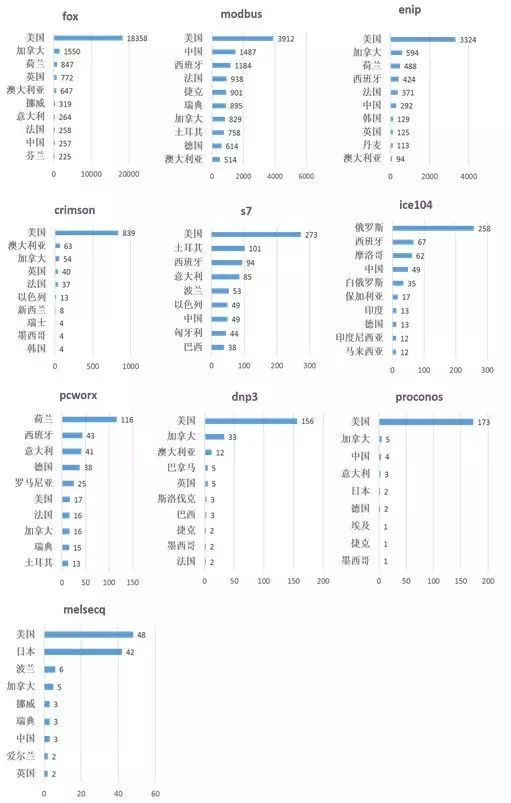 fox
美国 18358
加拿大 1550
荷兰 847
英国 772
澳大利亚 647
挪威 319
意大利 264
法国 258
中国 257
芬兰 225
0 10000 20000
modbus
美国 3912
中国 1487
西班牙 1184
法国 938
捷克 901
瑞典 895
加拿大 829
土耳其 758
德国 614
澳大利亚 514
0 2000 4000 6000
enip
美国 3324
加拿大 594
荷兰 488
西班牙 424
法国 371
中国 292
韩国 129
英国 125
丹麦 113
澳大利亚 94
0 2000 4000
crimson
美国 839
澳大利亚 63
加拿大 54
英国 40
法国 37
以色列 13
新西兰 8
瑞士 4
墨西哥 4
韩国 4
0 500 1000
s7
美国 273
土耳其 101
西班牙 94
意大利 85
波兰 53
以色列 49
中国 49
匈牙利 44
巴西 38
0 100 200 300
ice104
俄罗斯 258
西班牙 67
摩洛哥 62
中国 49
白俄罗斯 35
保加利亚 17
印度 13
德国 13
印度尼西亚 12
马来西亚 12
0 100 200 300
pcworx
荷兰 116
西班牙 43
意大利 41
德国 38
罗马尼亚 25
美国 17
法国 16
加拿大 16
瑞典 15
土耳其 13
0 50 100 150
dnp3
美国 156
加拿大 33
澳大利亚 12
巴拿马 5
英国 5
斯洛伐克 3
巴西 3
捷克 2
墨西哥 2
法国 2
0 50 100 150 200
proconos
美国 173
加拿大 5
中国 4
意大利 3
日本 2
德国 2
埃及 1
捷克 1
墨西哥 1
0 50 100 150 200
melsecq
美国 48
日本 42
波兰 6
加拿大 5
挪威 3
瑞典 3
中国 3
爱尔兰 2
英国 2
0 20 40 60